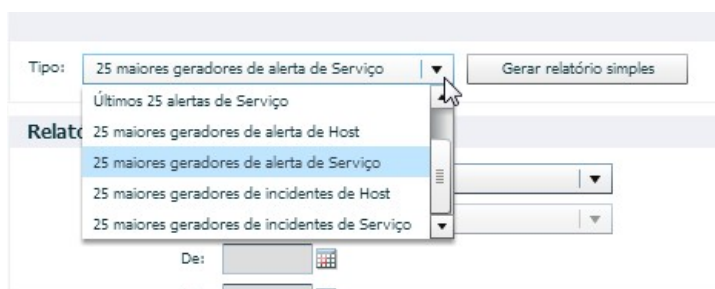 Tipo: 25 maiores geradores de alerta de Serviço Gerar relatório simples
Últimos 25 alertas de Serviço
25 maiores geradores de alerta de Host
25 maiores geradores de alerta de Serviço
25 maiores geradores de incidentes de Host
25 maiores geradores de incidentes de Serviço
De: